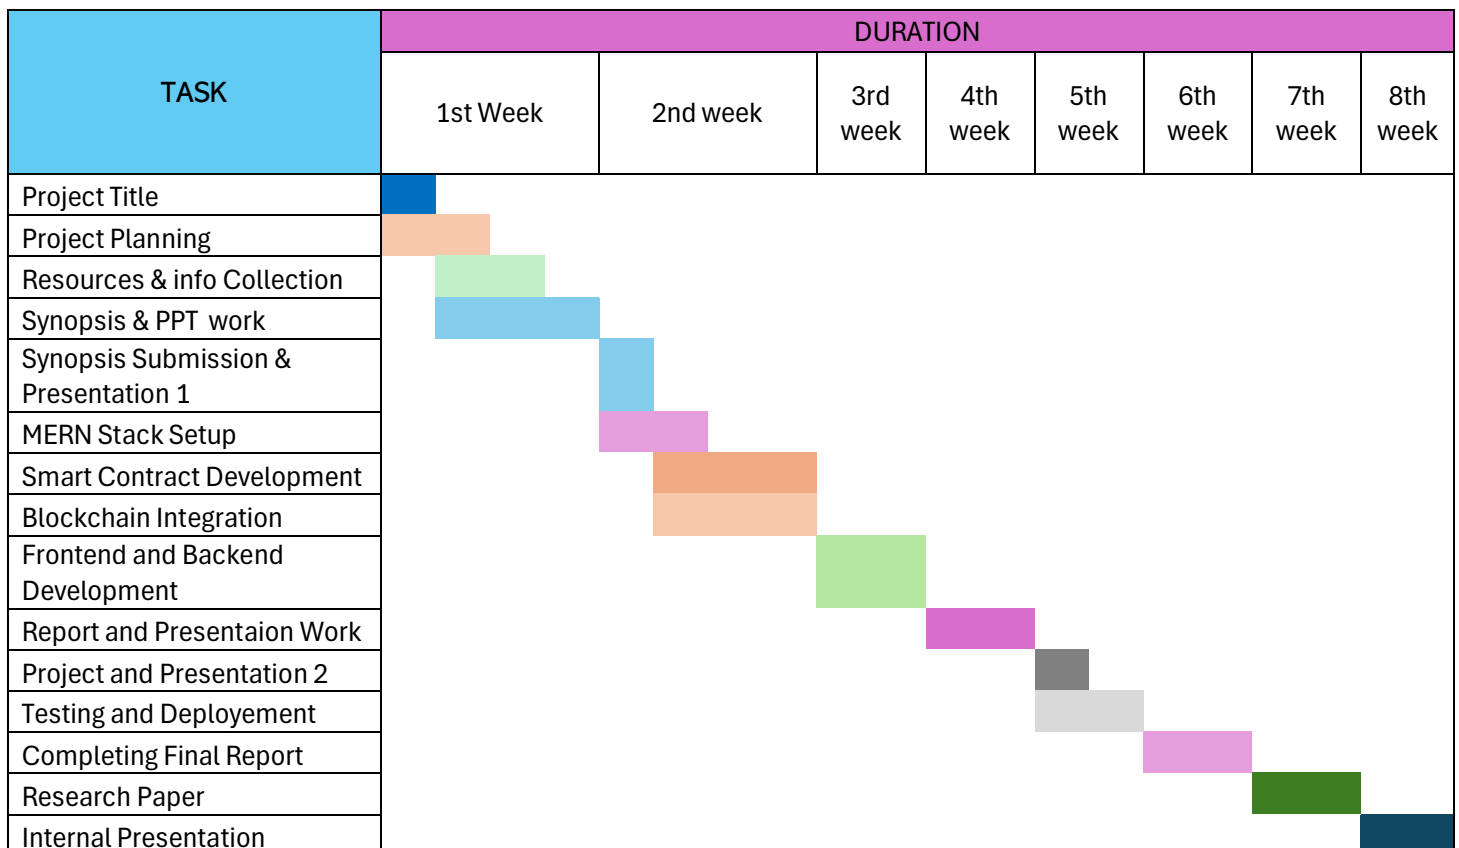 TASK
DURATION
1st Week
2nd week
3rd
week
4th
week
5th
week
6th
week
7th
week
8th
week
Project Title
Project Planning
Resources & info Collection
Synopsis & PPT  work
Synopsis Submission &
Presentation 1
MERN Stack Setup
Smart Contract Development
Blockchain Integration
Frontend and Backend
Development
Report and Presentaion Work
Project and Presentation 2
Testing and Deployement
Completing Final Report
Research Paper
Internal Presentation